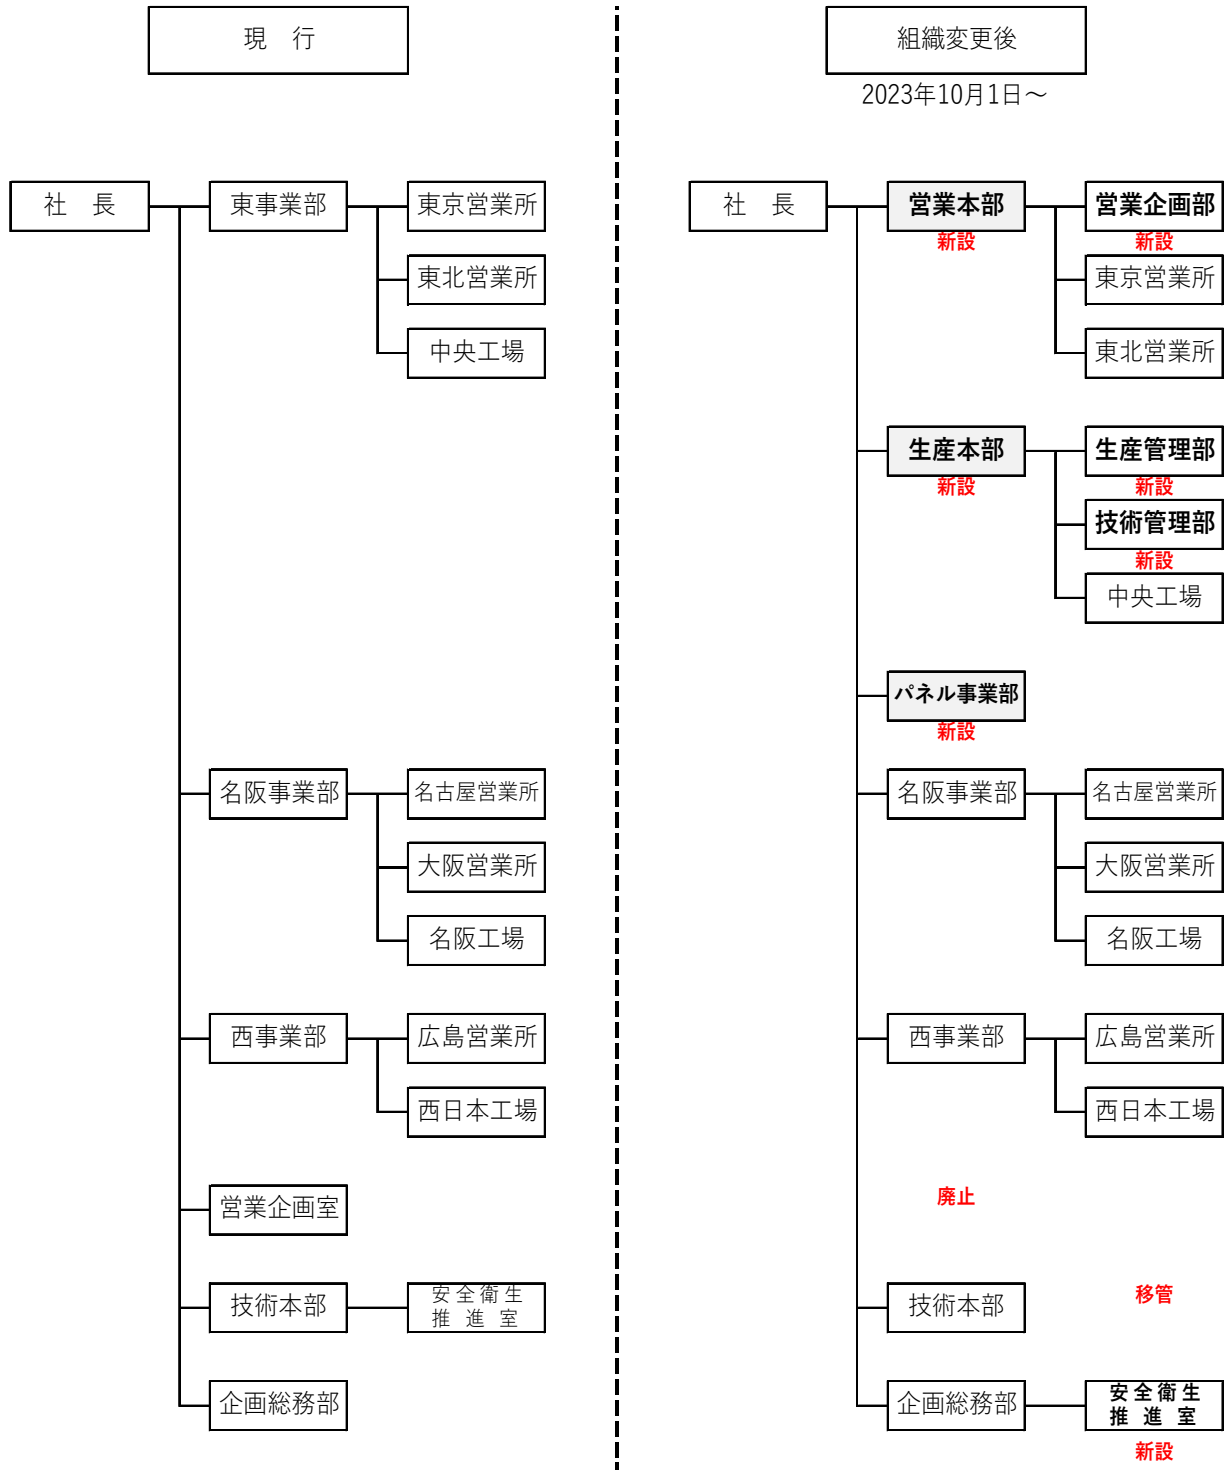 現　行
社　長
東事業部
東京営業所
東北営業所
中央工場
名阪事業部
名古屋営業所
大阪営業所
名阪工場
西事業部
広島営業所
西日本工場
営業企画室
技術本部
安全衛生
推進室
企画総務部
組織変更後
2023年10月1日～
社　長
営業本部
新設
営業企画部
新設
東京営業所
東北営業所
生産本部
新設
生産管理部
新設
技術管理部
新設
中央工場
パネル事業部
新設
名阪事業部
名古屋営業所
大阪営業所
名阪工場
西事業部
広島営業所
西日本工場
廃止
技術本部
移管
企画総務部
安全衛生
推進室
新設